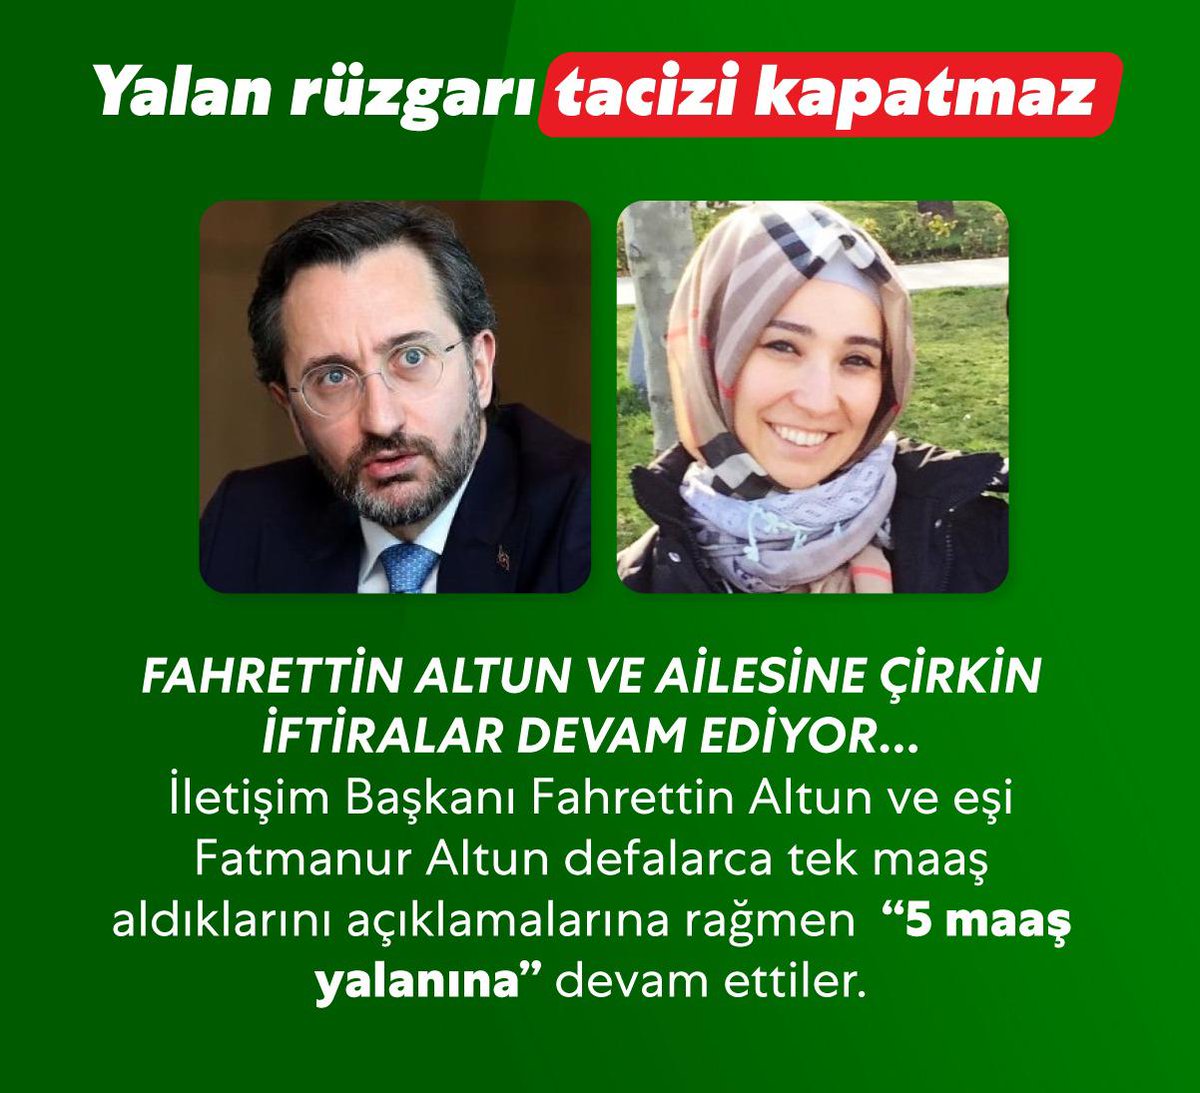 Yalan rüzgarı tacizi kapatmaz
FAHRETTİN ALTUN VE AİLESİNE ÇİRKİN
İFTİRALAR DEVAM EDİYOR...
İletişim Başkanı Fahrettin Altun ve eşi
Fatmanur Altun defalarca tek maaş
aldıklarını açıklamalarına rağmen “5 maaş
yalanına” devam ettiler.